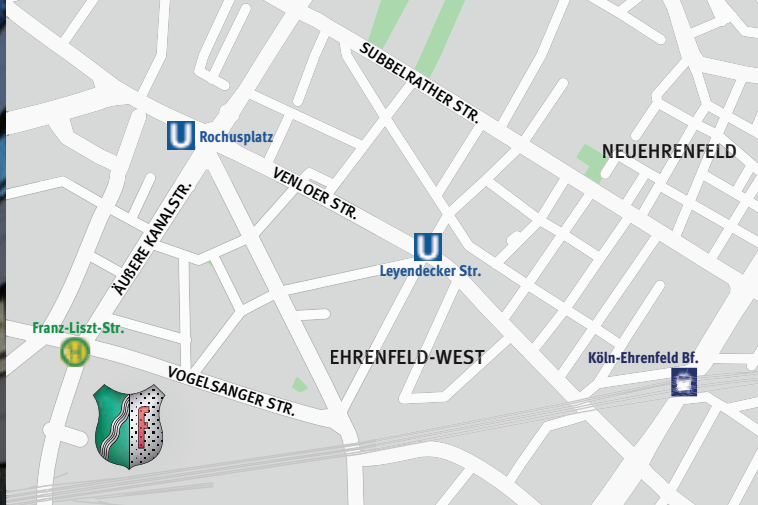 SUBBELRATHER STR.
U Rochusplatz
NEUEHRENFELD
VENLOER STR.
ÄUßERE KANALSTR.
U
Leyendecker Str.
Franz-Liszt-Str.
H
EHRENFELD-WEST
Köln-Ehrenfeld Bf.
VOGELSANGER STR.